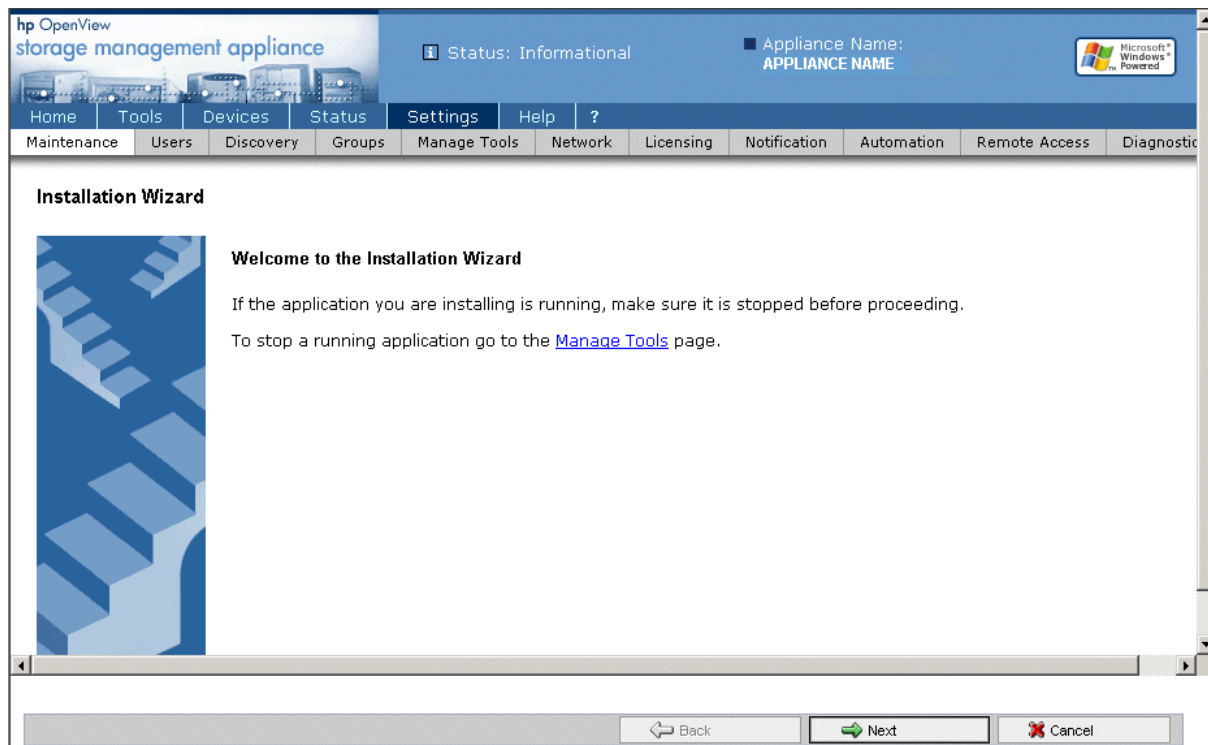 hp OpenView
storage management appliance
i Status: Informational
Appliance Name:
APPLIANCE NAME
Microsoft®
Windows®
TM Powered
Home Tools Devices Status Settings Help ?
Maintenance Users Discovery Groups Manage Tools Network Licensing Notification Automation Remote Access Diagnostic
Installation Wizard
Welcome to the Installation Wizard
If the application you are installing is running, make sure it is stopped before proceeding.
To stop a running application go to the Manage Tools page.
Back Next Cancel